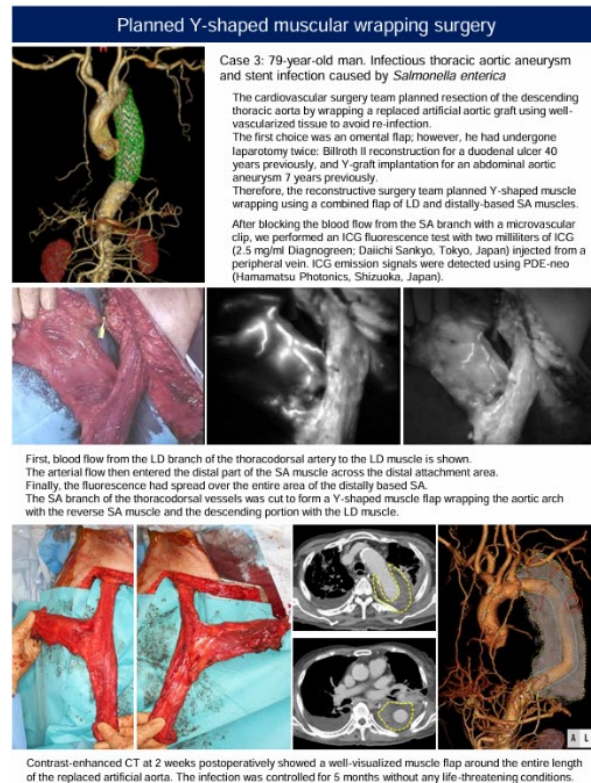 Planned Y-shaped muscular wrapping surgery
Case 3: 79-year-old man. Infectious thoracic aortic aneurysm
and stent infection caused by Salmonella enterica
The cardiovascular surgery team planned resection of the descending
thoracic aorta by wrapping a replaced artificial aortic graft using well-
vascularized tissue to avoid re-infection.
The first choice was an omental flap; however, he had undergone
laparotomy twice: Billroth II reconstruction for a duodenal ulcer 40
years previously, and Y-graft implantation for an abdominal aortic
aneurysm 7 years previously.
Therefore, the reconstructive surgery team planned Y-shaped muscle
wrapping using a combined flap of LD and distally-based SA muscles.
After blocking the blood flow from the SA branch with a microvascular
clip, we performed an ICG fluorescence test with two milliliters of ICG
(2.5 mg/ml Diagnogreen; Daiichi Sankyo, Tokyo, Japan) injected from a
peripheral vein. ICG emission signals were detected using PDE-neo
(Hamamatsu Photonics, Shizuoka, Japan).
First, blood flow from the LD branch of the thoracodorsal artery to the LD muscle is shown.
The arterial flow then entered the distal part of the SA muscle across the distal attachment area.
Finally, the fluorescence had spread over the entire area of the distally based SA.
The SA branch of the thoracodorsal vessels was cut to form a Y-shaped muscle flap wrapping the aortic arch
with the reverse SA muscle and the descending portion with the LD muscle.
A L
Contrast-enhanced CT at 2 weeks postoperatively showed a well-visualized muscle flap around the entire length
of the replaced artificial aorta. The infection was controlled for 5 months without any life-threatening conditions.